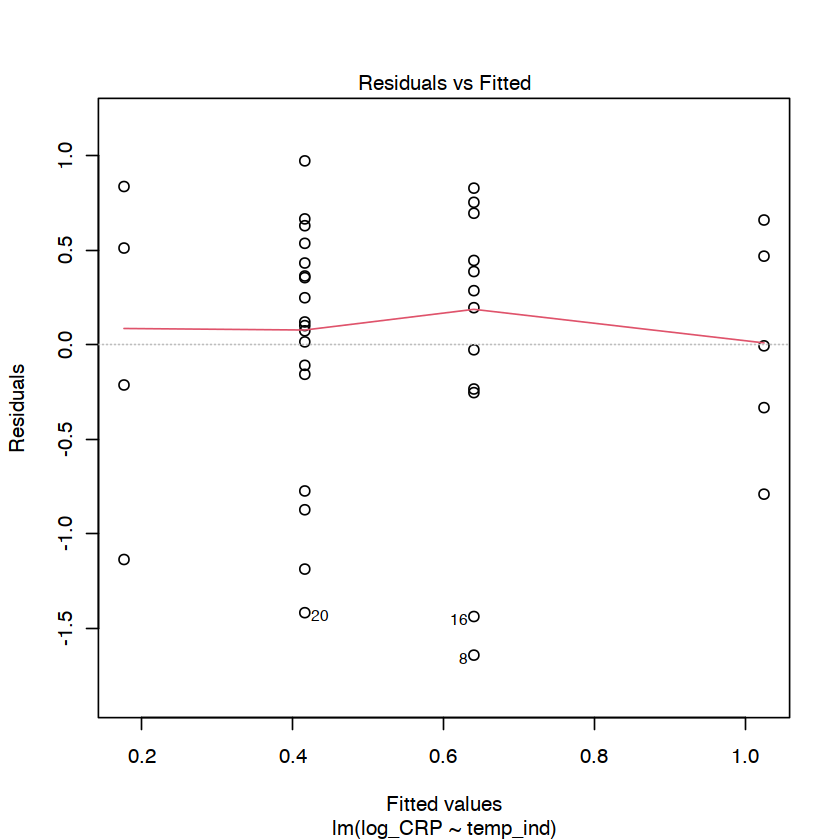 Residuals vs Fitted
Residuals
1.0
0.5
0.0
-0.5
-1.0
-1.5
20
16
8
0.2 0.4 0.6 0.8 1.0
Fitted values
lm(log_CRP ~ temp_ind)